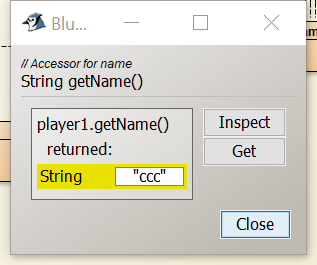 Blu...
// Accessor for name
String getName()
player1.getName()
returned:
String "ccc"
Inspect
Get
Close